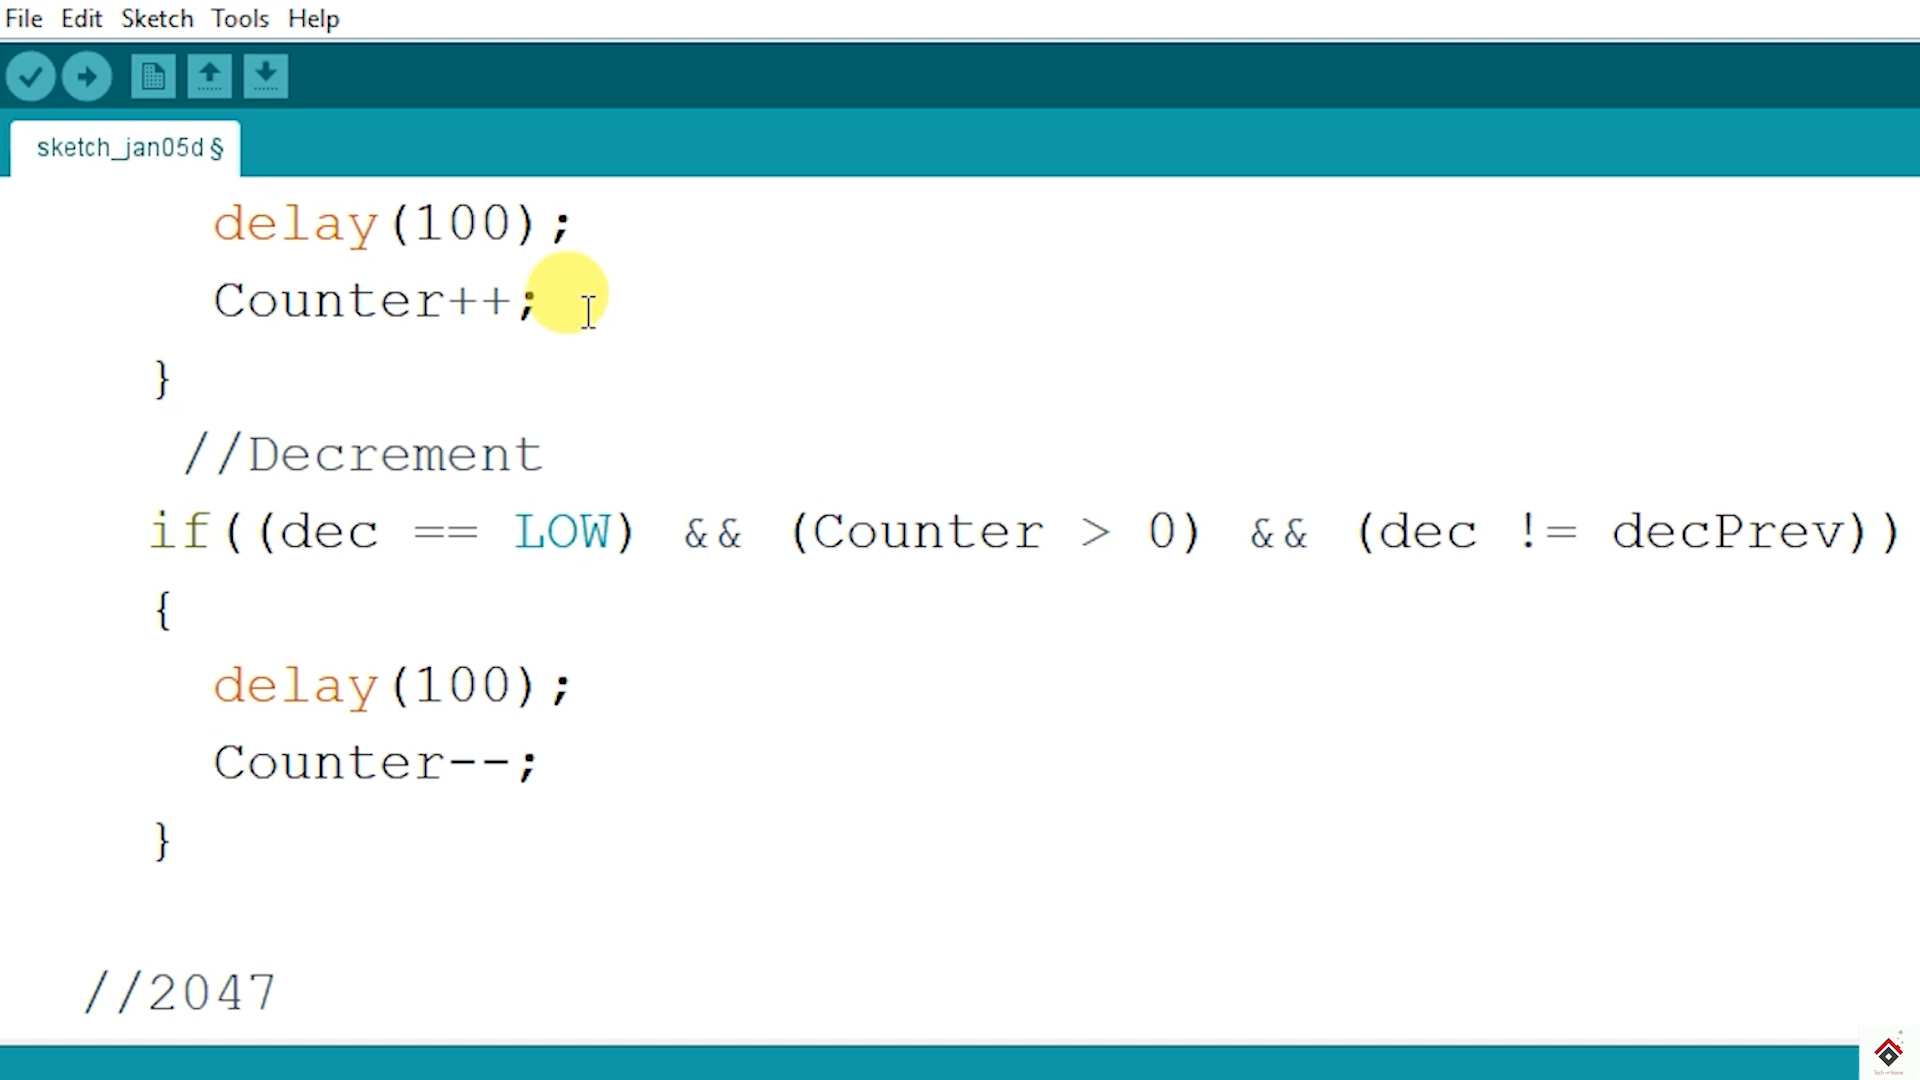 File Edit Sketch Tools Help
sketch_jan05d §
delay(100);
Counter++;
}
//Decrement
if((dec == LOW) && (Counter > 0) && (dec != decPrev))
{
delay(100);
Counter--;
}
//2047